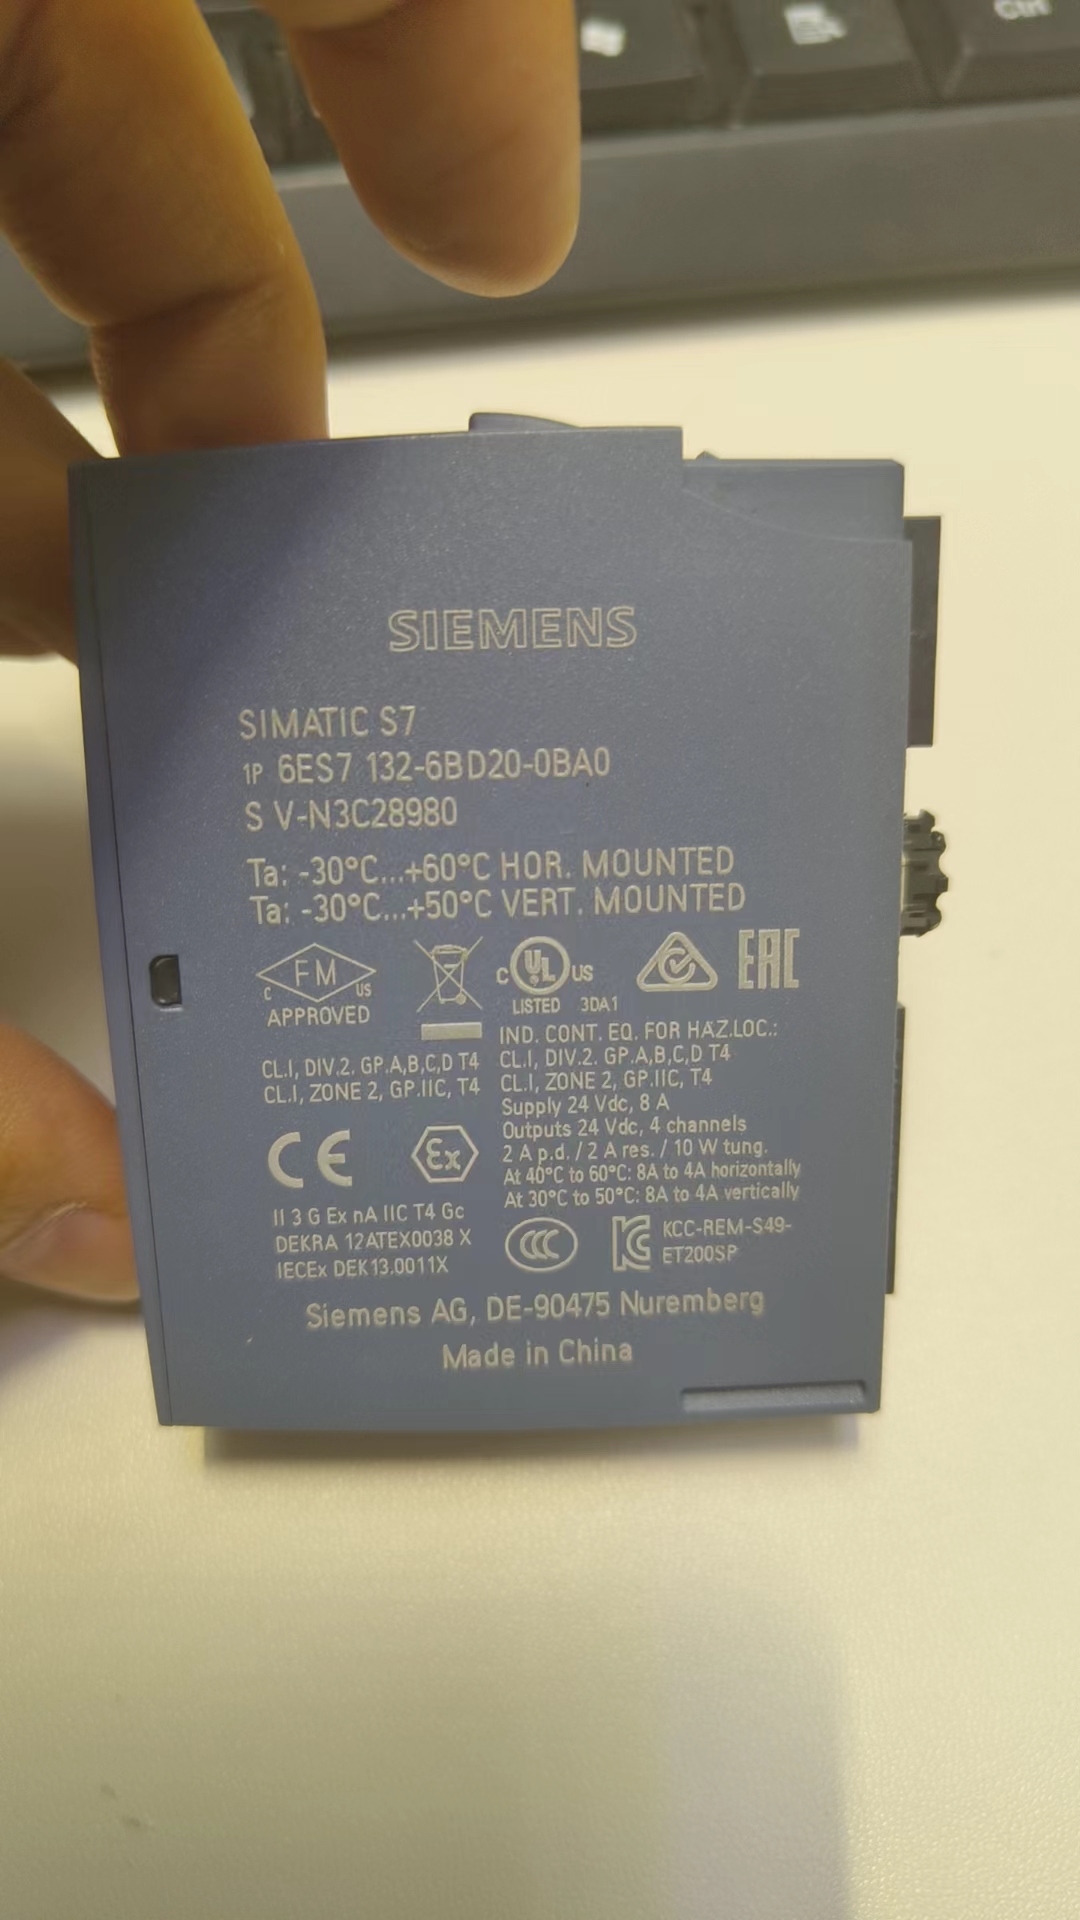 Ctrl
SIEMENS
SIMATIC S7
1P 6ES7 132-6BD20-0BA0
S V-N3C28980
Ta: -30°C...+60°C HOR. MOUNTED
Ta: -30°C...+50°C VERT. MOUNTED
FM
C US
APPROVED
C UL US
LISTED 3DA1
EAC
IND. CONT. EQ. FOR HAZ.LOC.:
CL.I, DIV.2. GP.A,B,C,D T4
CL.I, ZONE 2, GP.IIC, T4
CL.I, DIV.2. GP.A,B,C,D T4
CL.I, ZONE 2, GP.IIC, T4
Supply 24 Vdc, 8 A
Outputs 24 Vdc, 4 channels
2 A p.d. / 2 A res. / 10 W tung.
At 40°C to 60°C: 8A to 4A horizontally
At 30°C to 50°C: 8A to 4A vertically
CE
Ex
II 3 G Ex nA IIC T4 Gc
DEKRA 12ATEX0038 X
IECEx DEK13.0011X
CCC
KC
KCC-REM-S49-
ET200SP
Siemens AG, DE-90475 Nuremberg
Made in China